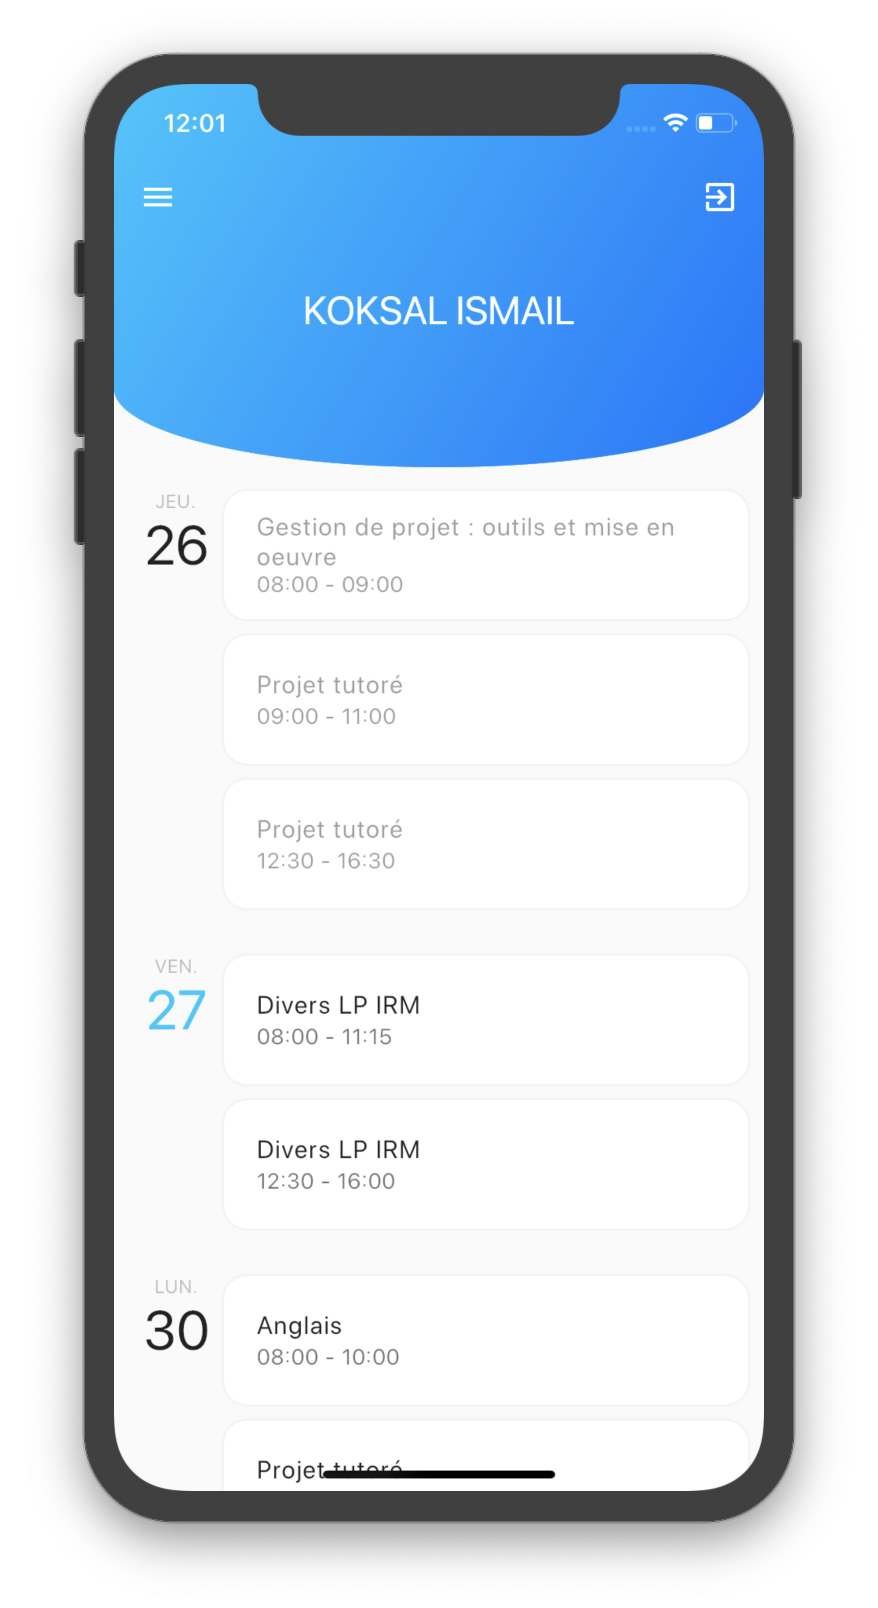 12:01
KOKSAL ISMAIL
JEU.
26
Gestion de projet : outils et mise en
oeuvre
08:00 - 09:00
Projet tutoré
09:00 - 11:00
Projet tutoré
12:30 - 16:30
VEN.
27
Divers LP IRM
08:00 - 11:15
Divers LP IRM
12:30 - 16:00
LUN.
30
Anglais
08:00 - 10:00
Projet tutoré